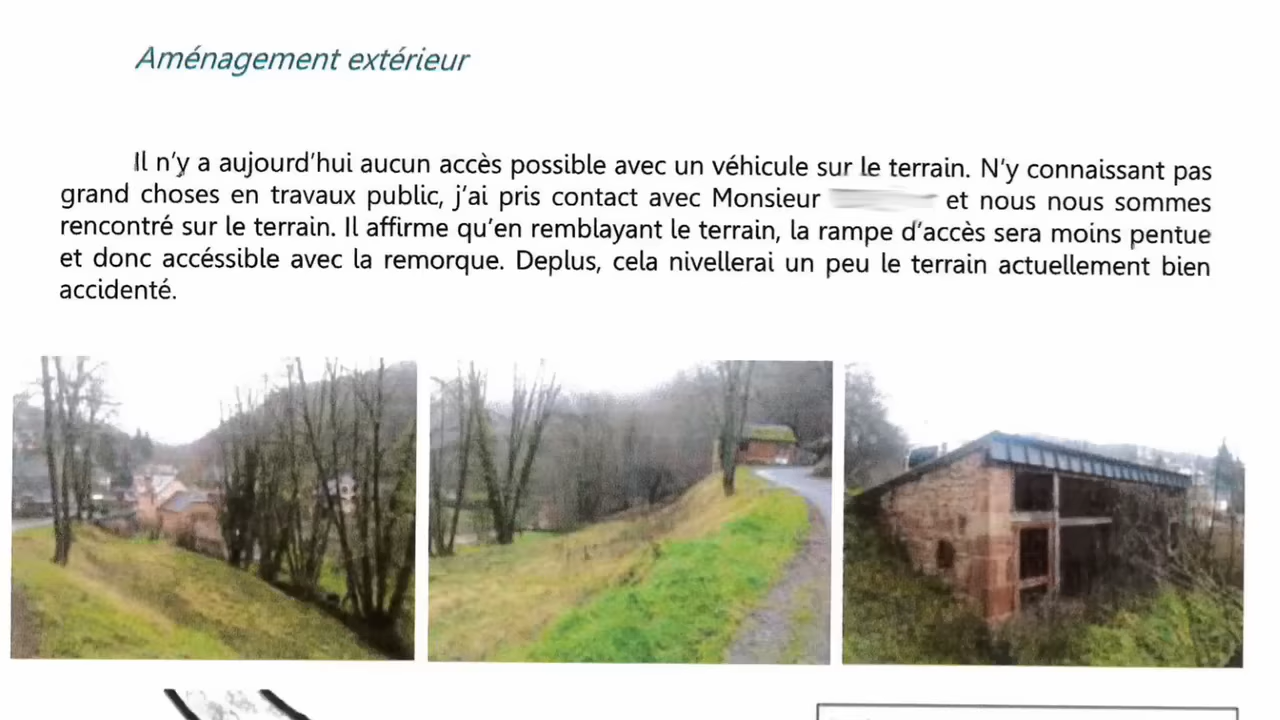 Aménagement extérieur
Il n'y a aujourd'hui aucun accès possible avec un véhicule sur le terrain. N'y connaissant pas
grand choses en travaux public, j'ai pris contact avec Monsieur et nous nous sommes
rencontré sur le terrain. Il affirme qu'en remblayant le terrain, la rampe d'accès sera moins pentue
et donc accéssible avec la remorque. Deplus, cela nivellerai un peu le terrain actuellement bien
accidenté.